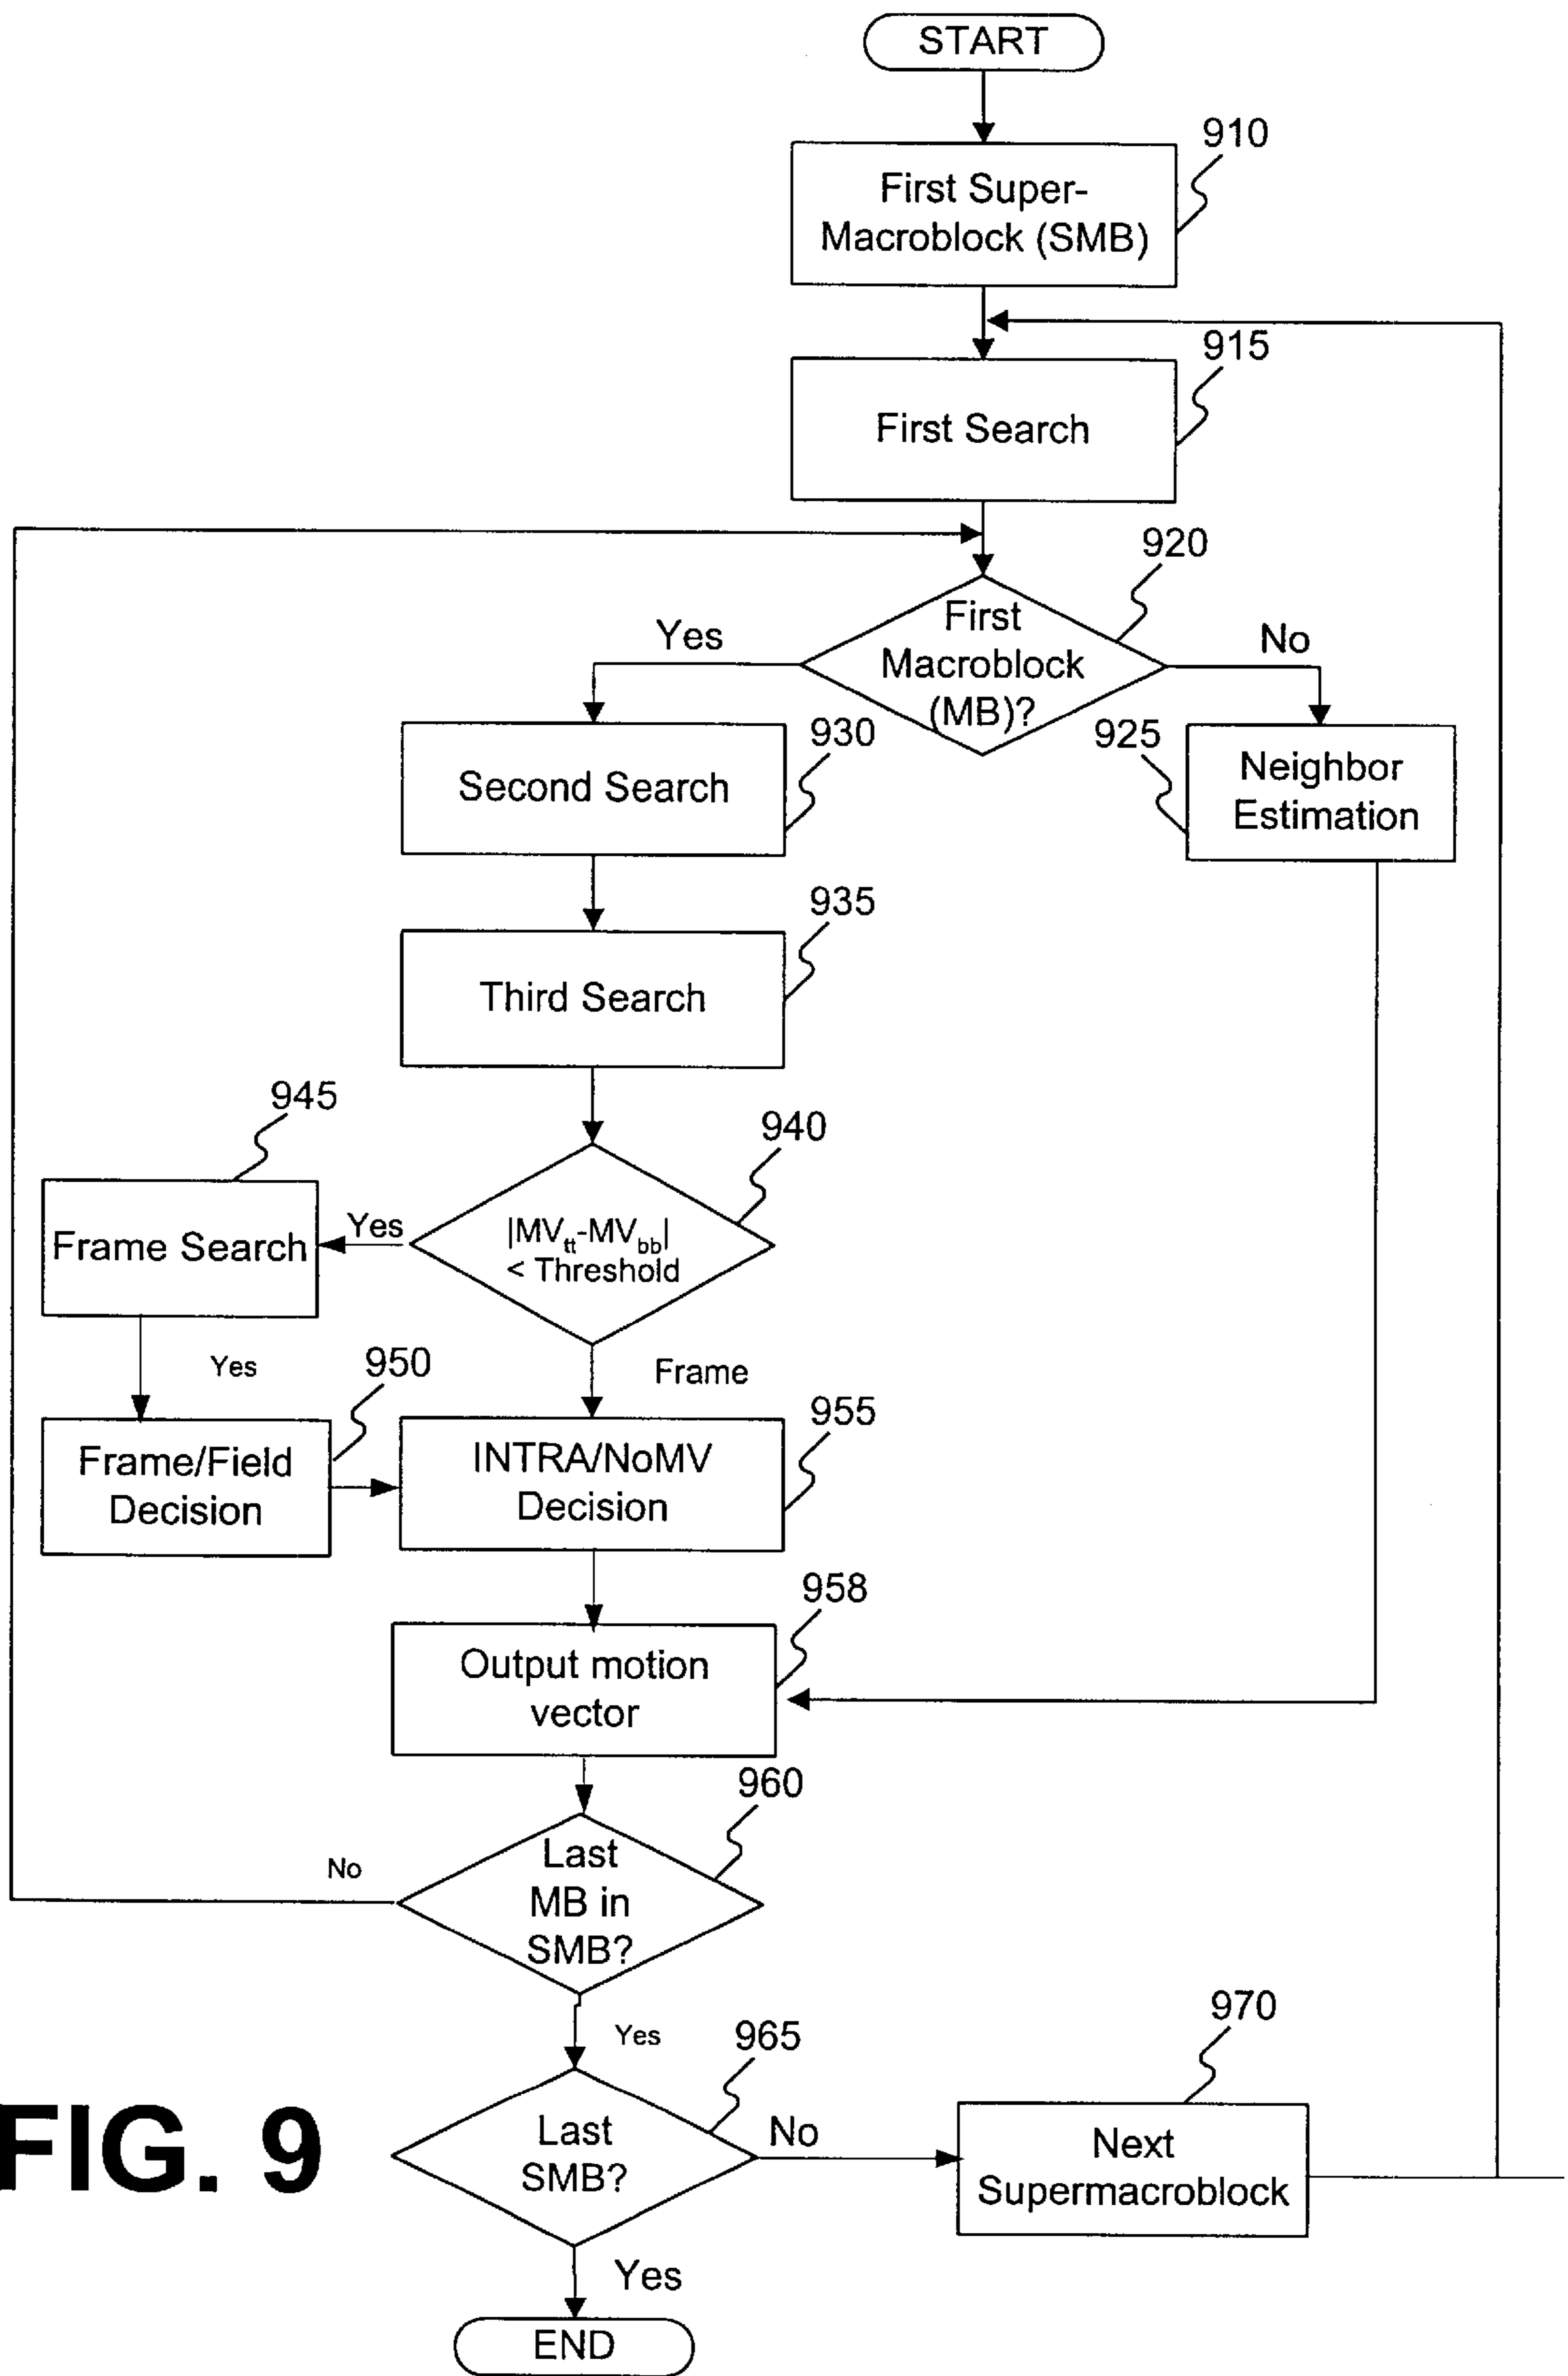 START
910
First Super-
Macroblock (SMB)
915
First Search
920
First
Macroblock
(MB)?
Yes
No
930
Second Search
925
Neighbor
Estimation
935
Third Search
945
940
Frame Search
Yes
|MVtt-MVbb|
< Threshold
Yes
950
Frame
955
Frame/Field
Decision
INTRA/NoMV
Decision
958
Output motion
vector
960
Last
MB in
SMB?
No
Yes
965
970
Last
SMB?
No
Next
Supermacroblock
FIG. 9
Yes
END